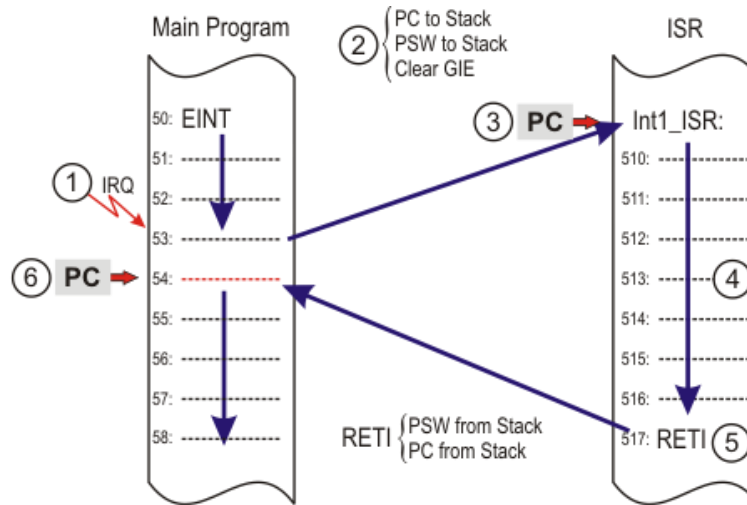 Main Program
2
PC to Stack
PSW to Stack
Clear GIE
ISR
50: EINT
3 PC
Int1_ISR:
51:
510:
1 IRQ
52:
511:
53:
512:
6 PC
54:
513:
4
55:
514:
56:
515:
57:
516:
58:
RETI
PSW from Stack
PC from Stack
517: RETI 5